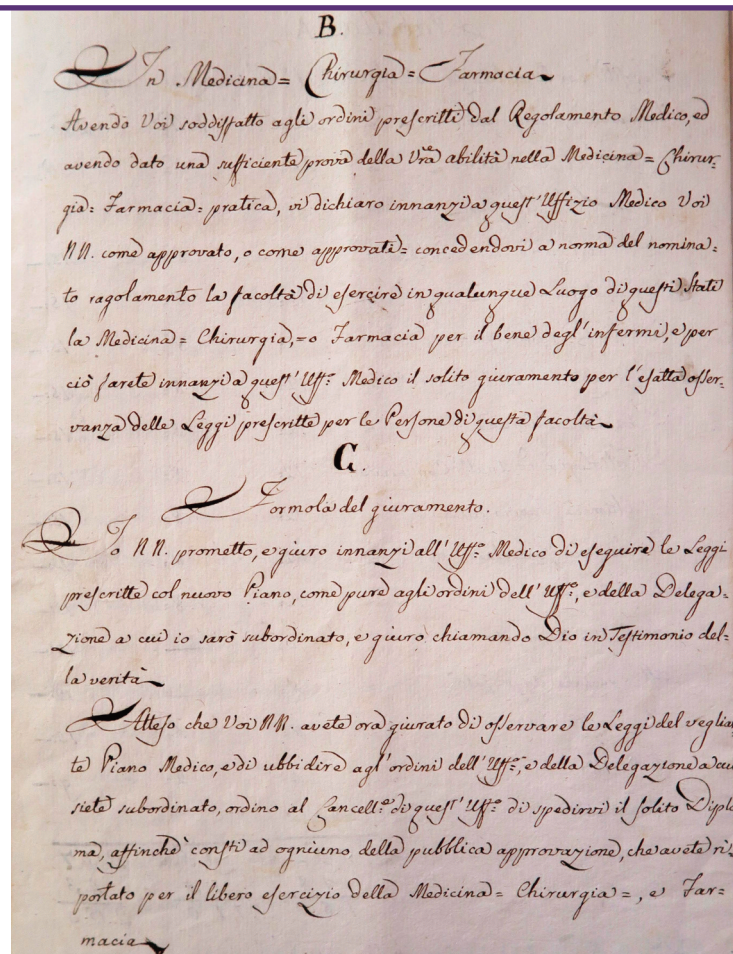 B.
In Medicina= Chirurgia= Farmacia
Avendo Voi soddisfatto agli ordini prescritti dal Regolamento Medico, ed
avendo dato una sufficiente prova della Vra abilità nella Medicina= Chirur-
gia= Farmacia= pratica, vi dichiaro innanzi a quest'Uffizio Medico Voi
NN. come approvato, o come approvati= concedendovi a norma del nomina=
to ragolamento la facoltà di esercire in qualunque Luogo di questi Stati
la Medicina= Chirurgia,= o Farmacia per il bene degl'infermi, e per
ciò farete innanzi a quest'Uff.º Medico il solito giuramento per l'esatta osser-
vanza delle Leggi prescritte per le Persone di questa facoltà
C.
Formola del giuramento.
Io NN. prometto, e giuro innanzi all'Uff.º Medico di eseguire le Leggi
prescritte col nuovo Piano, come pure agli ordini dell'Uff.º, e della Delega=
zione a cui io sarò subordinato, e giuro chiamando Dio in Testimonio del=
la verità
Atteso che Voi NN. avete ora giurato di osservare le Leggi del veglian
te Piano Medico, e di ubbidire agl'ordini dell'Uff.º, e della Delegazione a cui
siete subordinato, ordino al Cancell.º di quest'Uff.º di spedirvi il solito Diplo
ma, affinchè consti ad ogniuno della pubblica approvazione, che avete ri
portato per il libero esercizio della Medicina= Chirurgia=, e Far=
macia